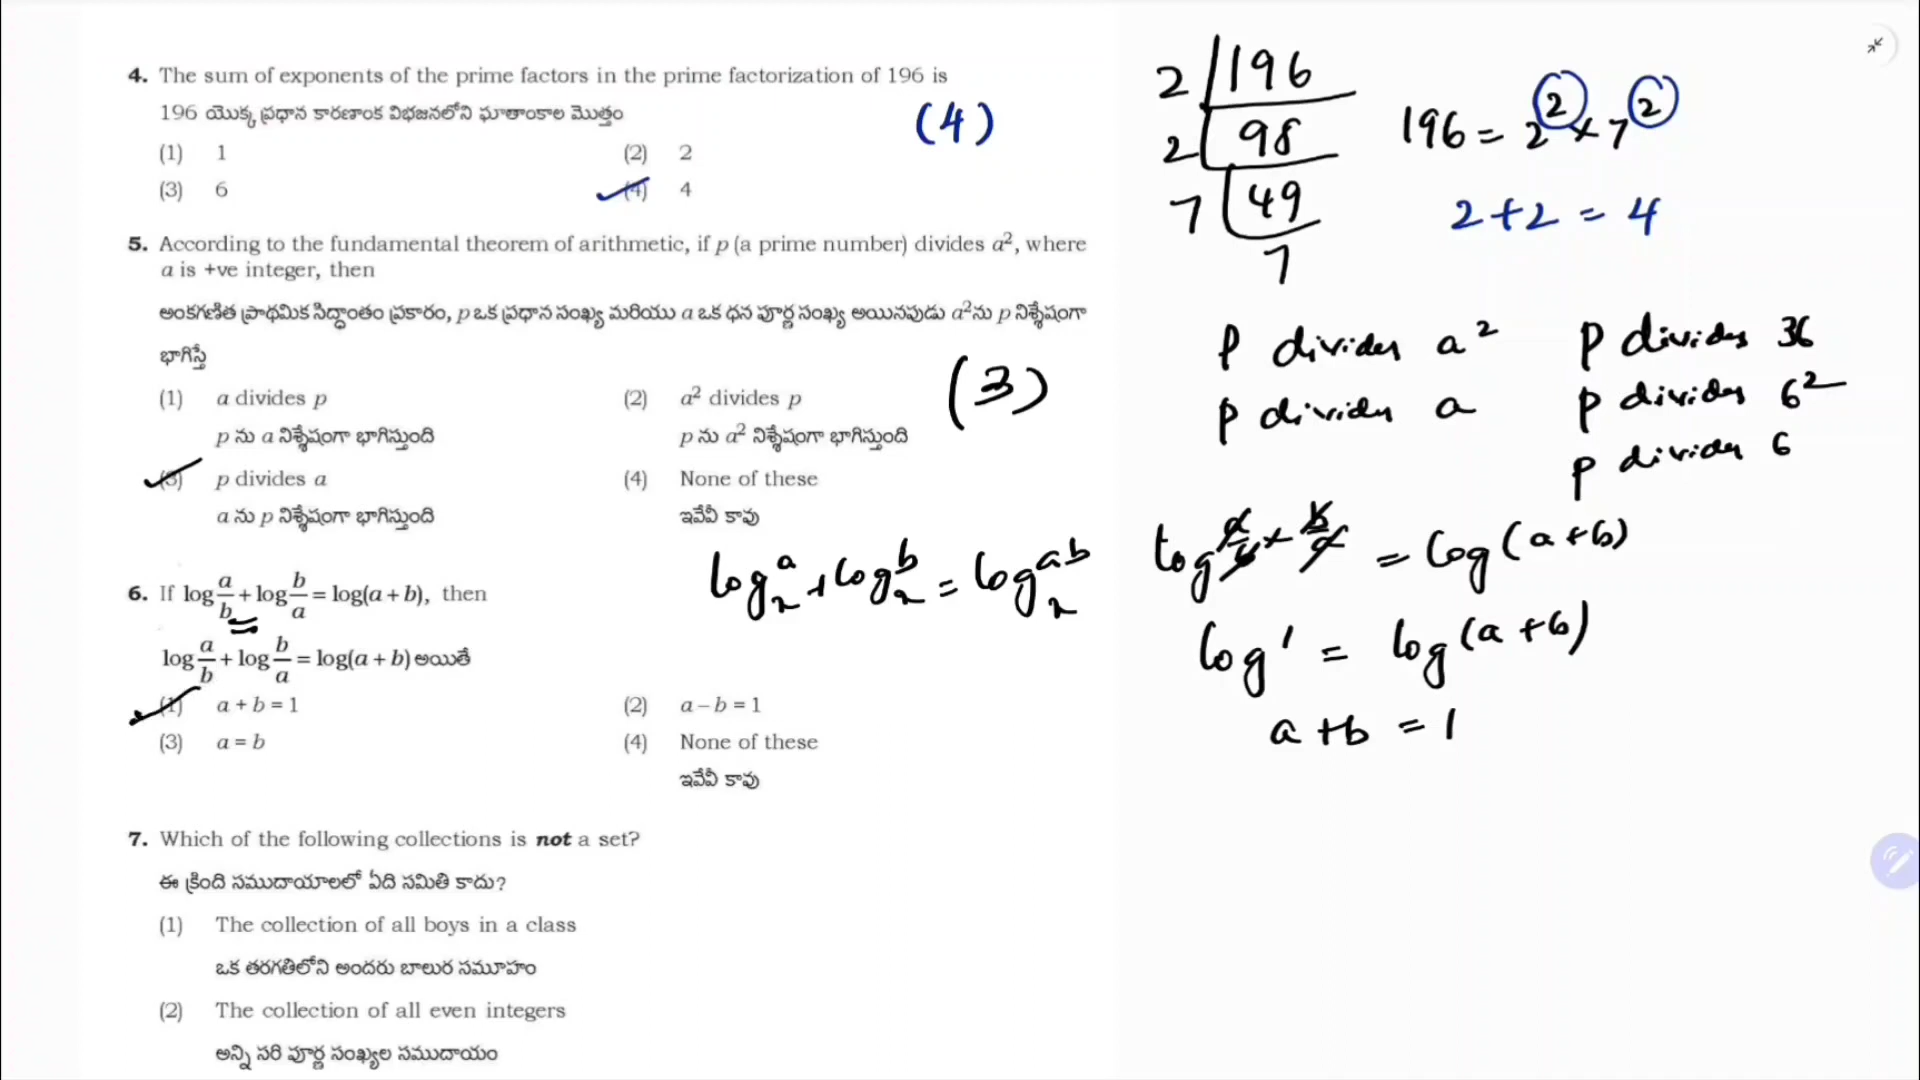 4. The sum of exponents of the prime factors in the prime factorization of 196 is
196 యొక్క ప్రధాన కారణాంక విభజనలోని ఘాతాంకాల మొత్తం
(4)
(1) 1 (2) 2
(3) 6 (4) 4
5. According to the fundamental theorem of arithmetic, if p (a prime number) divides a², where
a is +ve integer, then
అంకగణిత ప్రాథమిక సిద్ధాంతం ప్రకారం, p ఒక ప్రధాన సంఖ్య మరియు a ఒక ధన పూర్ణ సంఖ్య అయినపుడు a²ను p నిశ్శేషంగా
భాగిస్తే
(3)
(1) a divides p (2) a² divides p
p ను a నిశ్శేషంగా భాగిస్తుంది p ను a² నిశ్శేషంగా భాగిస్తుంది
(3) p divides a (4) None of these
a ను p నిశ్శేషంగా భాగిస్తుంది ఇవేవీ కావు
6. If log a/b + log b/a = log(a + b), then
log a/b + log b/a = log(a + b) అయితే
(1) a + b = 1 (2) a – b = 1
(3) a = b (4) None of these
ఇవేవీ కావు
7. Which of the following collections is not a set?
ఈ క్రింది సముదాయాలలో ఏది సమితి కాదు?
(1) The collection of all boys in a class
ఒక తరగతిలోని అందరు బాలుర సమూహం
(2) The collection of all even integers
అన్ని సరి పూర్ణ సంఖ్యల సముదాయం
2 196
2 98
7 49
7
196 = 2² × 7²
2 + 2 = 4
p divides a²
p divides a
p divides 36
p divides 6²
p divides 6
logₓ a + logₓ b = logₓ ab
log a/b × b/a = log (a + b)
log 1 = log (a + b)
a + b = 1